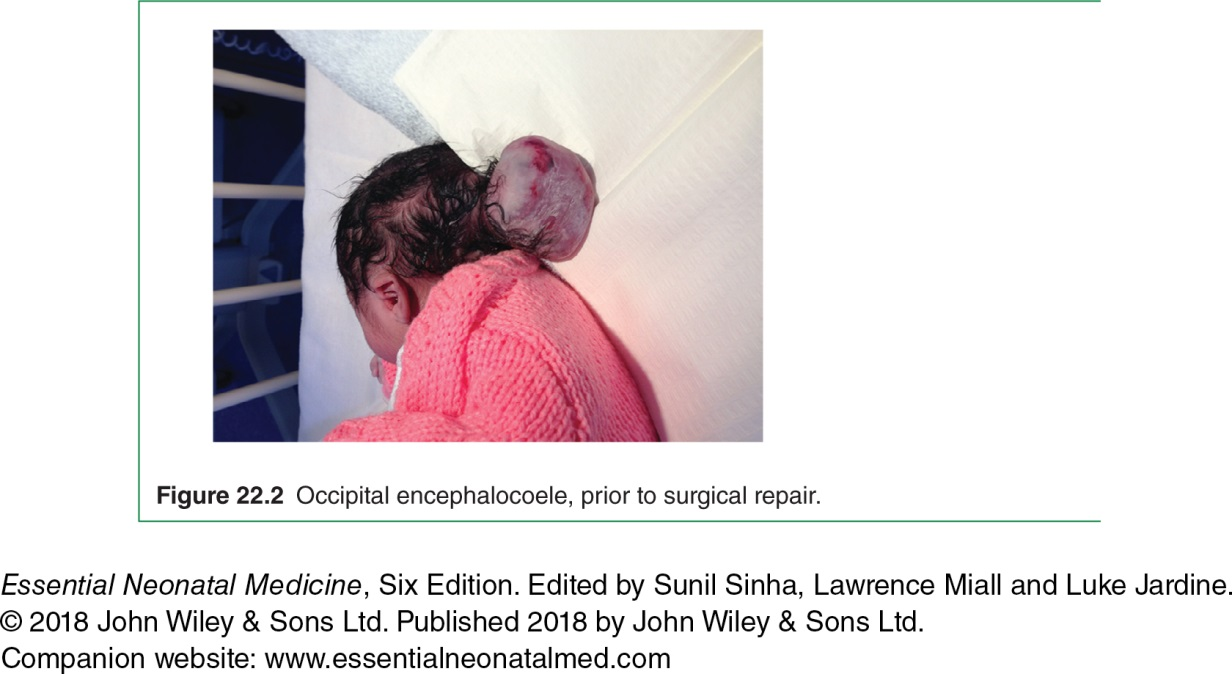 Figure 22.2 Occipital encephalocoele, prior to surgical repair.
Essential Neonatal Medicine, Six Edition. Edited by Sunil Sinha, Lawrence Miall and Luke Jardine.
© 2018 John Wiley & Sons Ltd. Published 2018 by John Wiley & Sons Ltd.
Companion website: www.essentialneonatalmed.com